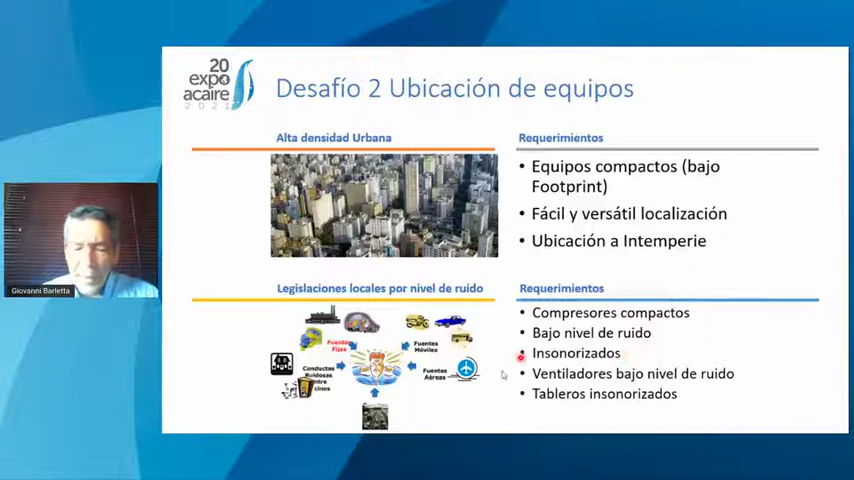 20
expo
acaire
2021
Desafío 2 Ubicación de equipos
Alta densidad Urbana
Requerimientos
• Equipos compactos (bajo
Footprint)
• Fácil y versátil localización
• Ubicación a Intemperie
Giovanni Barletta
Legislaciones locales por nivel de ruido
Requerimientos
Fuentes
Fijas
Fuentes
Móviles
Conductas
Ruidosas
Entre
Fuentes
Aéreas
• Compresores compactos
• Bajo nivel de ruido
• Insonorizados
• Ventiladores bajo nivel de ruido
• Tableros insonorizados